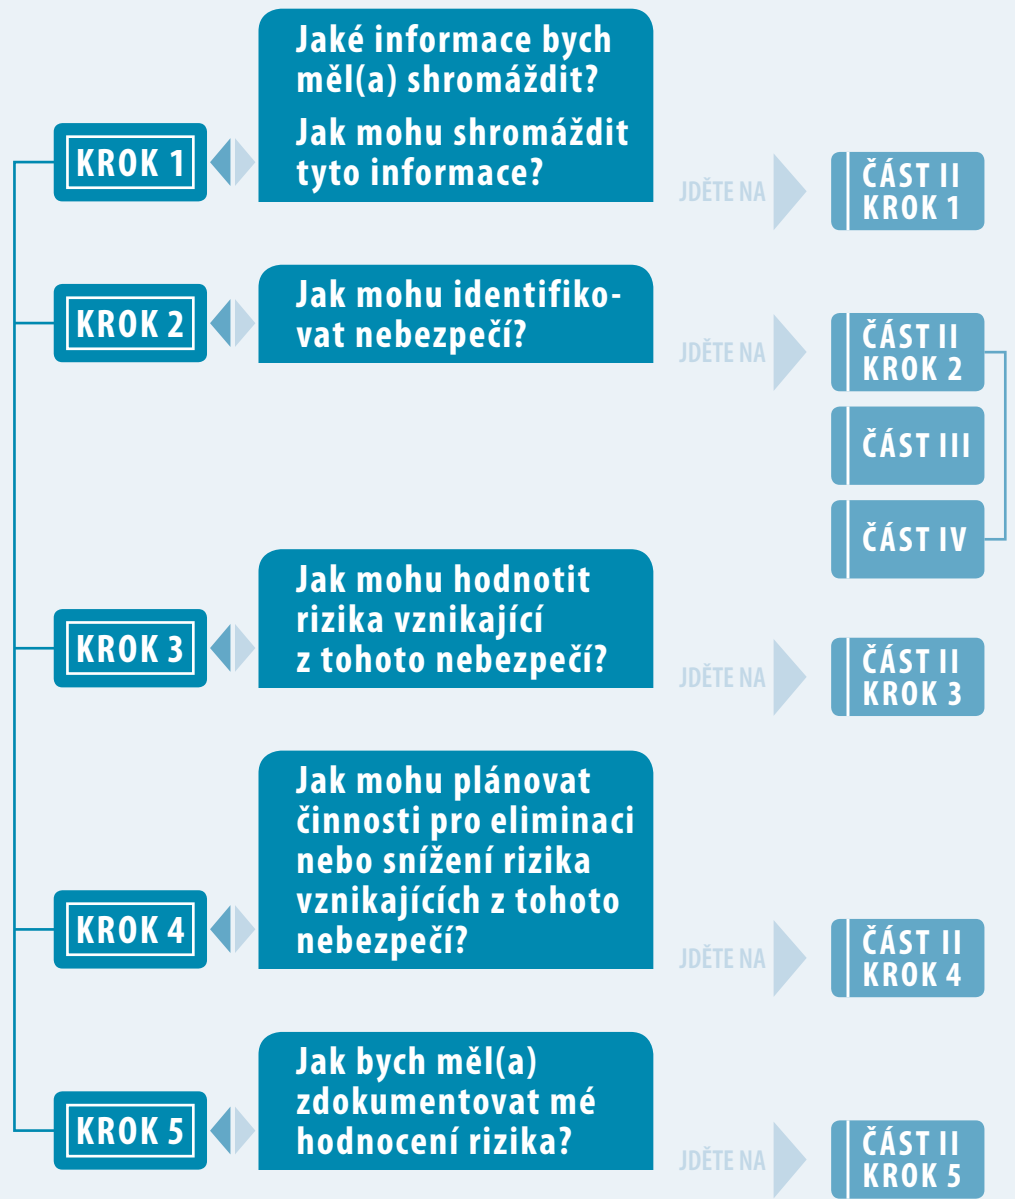 KROK 1
Jaké informace bych
měl(a) shromáždit?
Jak mohu shromáždit
tyto informace?
JDĚTE NA
ČÁST II
KROK 1
KROK 2
Jak mohu identifiko-
vat nebezpečí?
JDĚTE NA
ČÁST II
KROK 2
ČÁST III
ČÁST IV
KROK 3
Jak mohu hodnotit
rizika vznikající
z tohoto nebezpečí?
JDĚTE NA
ČÁST II
KROK 3
KROK 4
Jak mohu plánovat
činnosti pro eliminaci
nebo snížení rizika
vznikajících z tohoto
nebezpečí?
JDĚTE NA
ČÁST II
KROK 4
KROK 5
Jak bych měl(a)
zdokumentovat mé
hodnocení rizika?
JDĚTE NA
ČÁST II
KROK 5